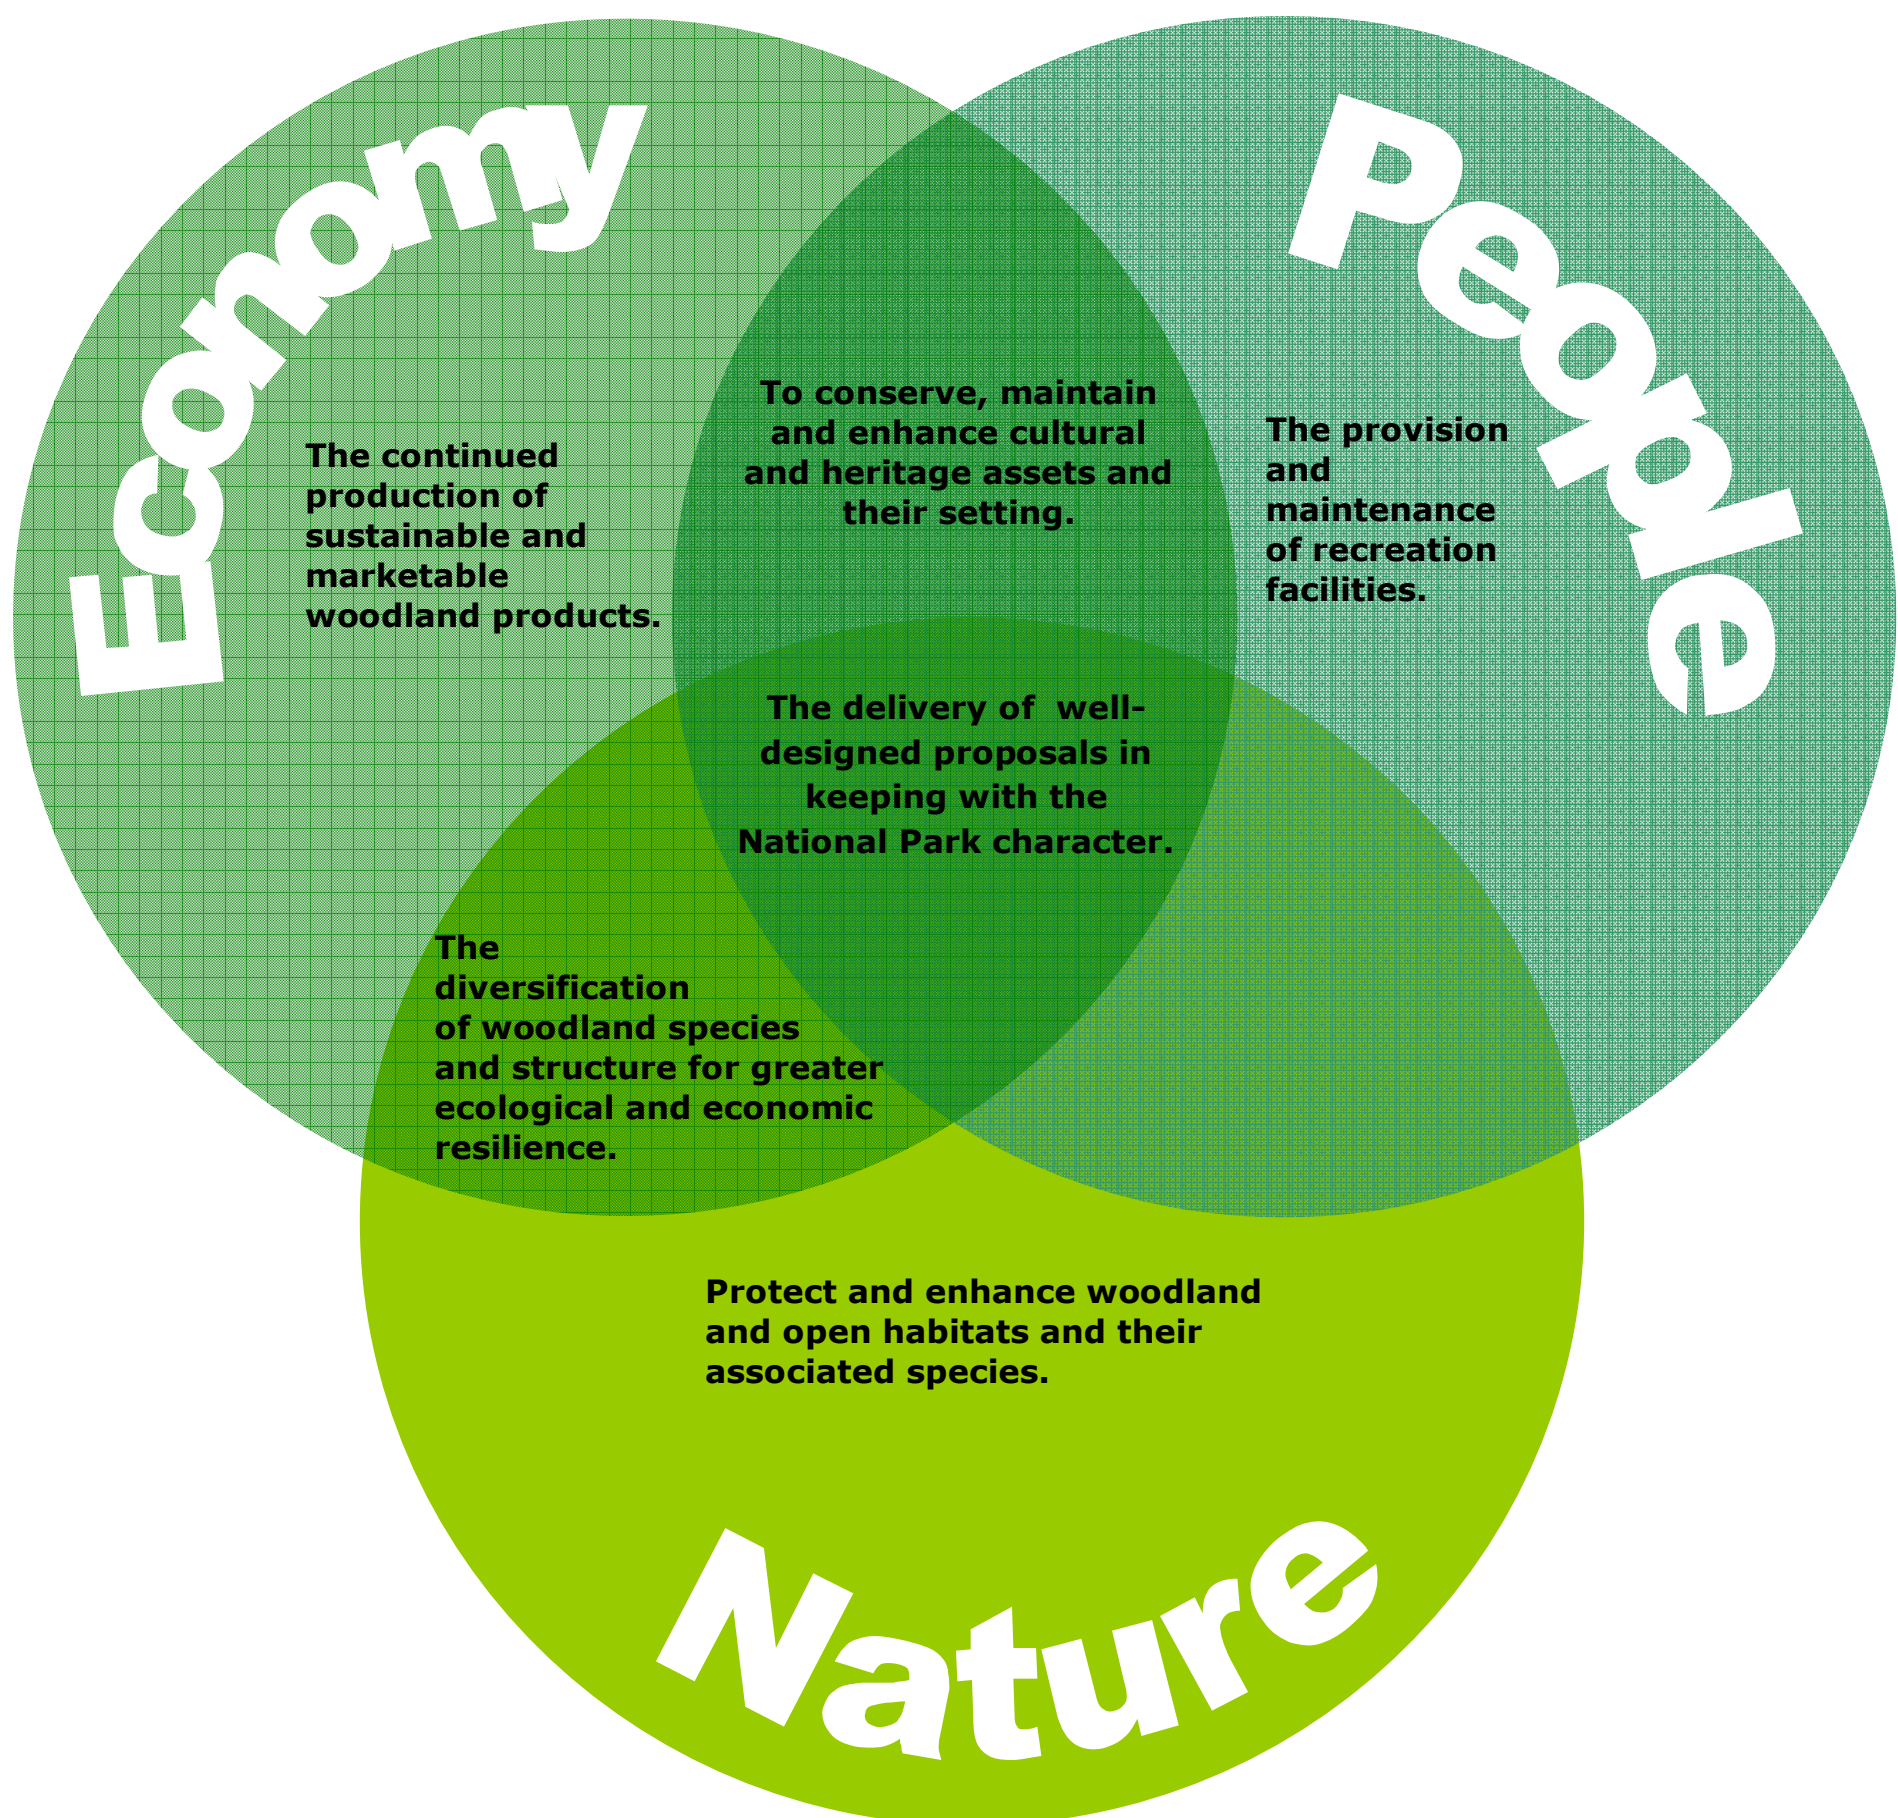 Economy
People
To conserve, maintain
and enhance cultural
and heritage assets and
their setting.
The continued
production of
sustainable and
marketable
woodland products.
The provision
and
maintenance
of recreation
facilities.
The delivery of  well-
designed proposals in
keeping with the
National Park character.
The
diversification
of woodland species
and structure for greater
ecological and economic
resilience.
Protect and enhance woodland
and open habitats and their
associated species.
Nature